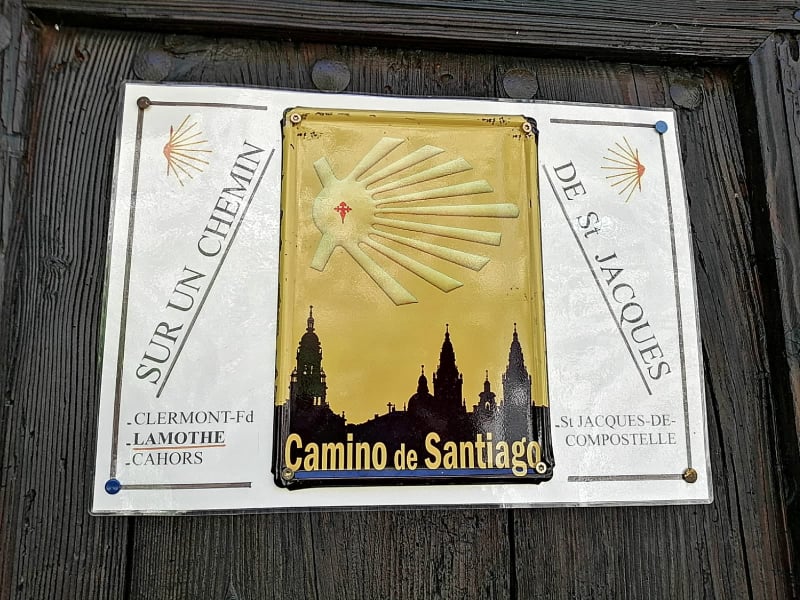 SUR UN CHEMIN
DE St JACQUES
-CLERMONT-Fd
-LAMOTHE
-CAHORS
Camino de Santiago
-St JACQUES-DE-
COMPOSTELLE